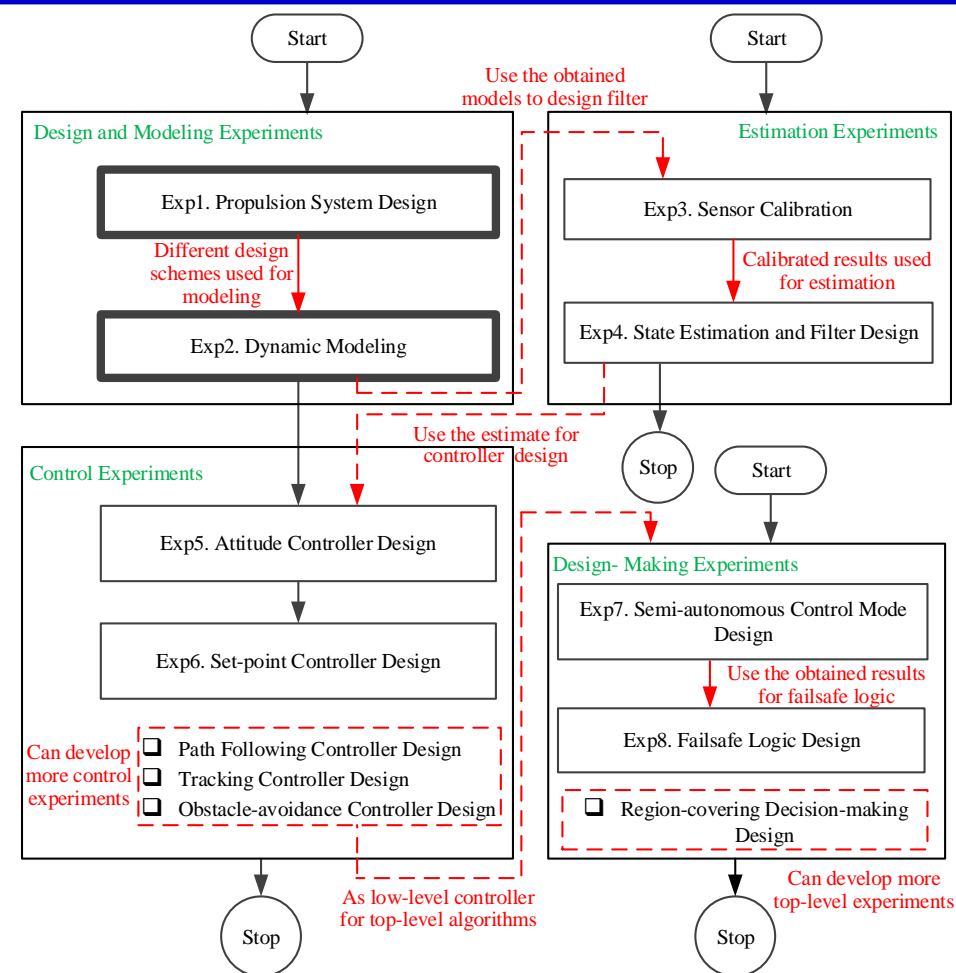 Start
Start
Use the obtained
models to design filter
Design and Modeling Experiments
Estimation Experiments
Exp1. Propulsion System Design
Exp3. Sensor Calibration
Different design
schemes used for
modeling
Calibrated results used
for estimation
Exp2. Dynamic Modeling
Exp4. State Estimation and Filter Design
Use the estimate for
controller design
Stop
Start
Control Experiments
Exp5. Attitude Controller Design
Design- Making Experiments
Exp7. Semi-autonomous Control Mode
Design
Exp6. Set-point Controller Design
Use the obtained results
for failsafe logic
Exp8. Failsafe Logic Design
Can develop
more control
experiments
Path Following Controller Design
Tracking Controller Design
Obstacle-avoidance Controller Design
Region-covering Decision-making
Design
As low-level controller
for top-level algorithms
Can develop more
top-level experiments
Stop
Stop